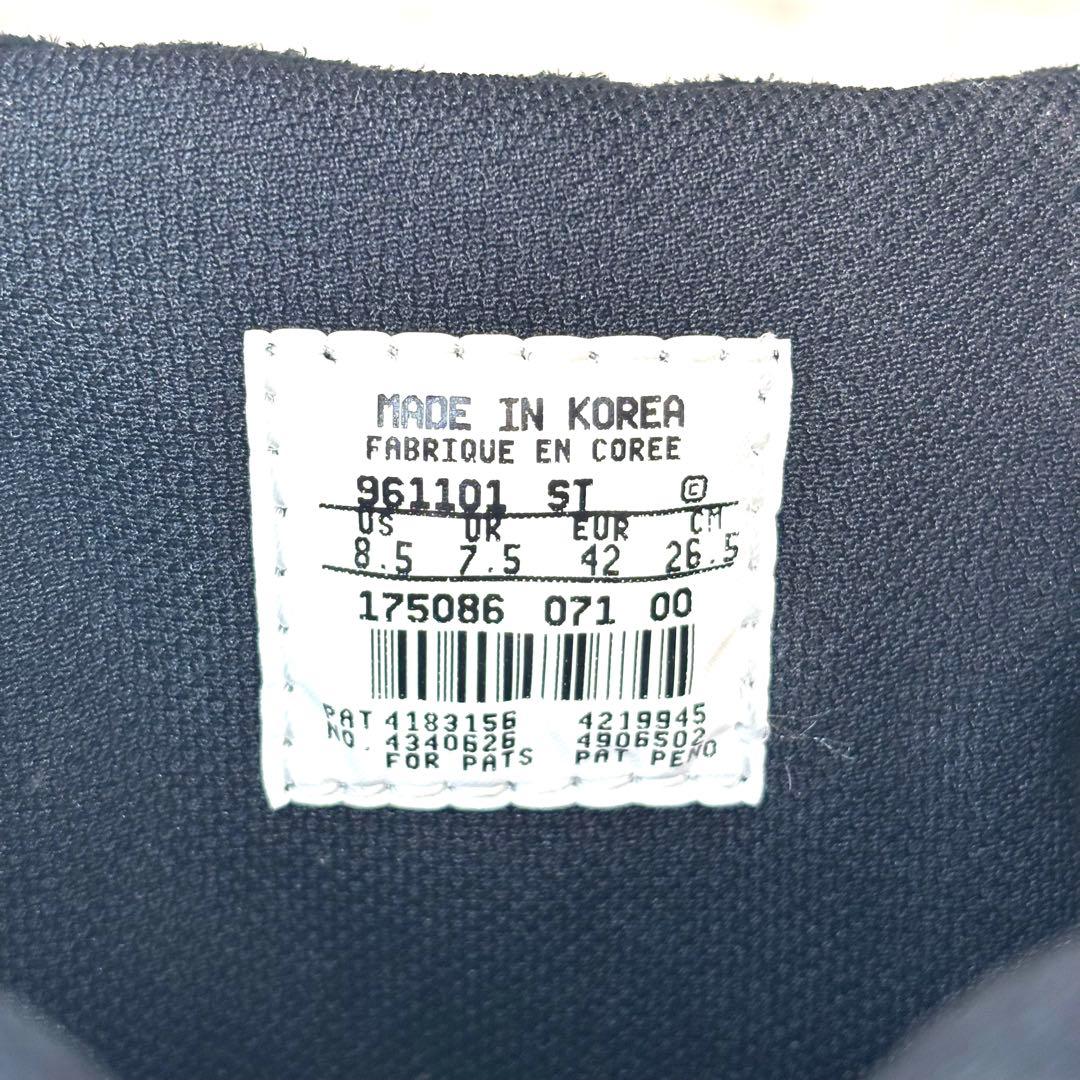 MADE IN KOREA
FABRIQUE EN COREE
961101 ST ©
US UK EUR CM
8.5 7.5 42 26.5
175086 071 00
PAT 4183156 4219945
NO. 4340626 4906502
FOR PATS PAT PEND